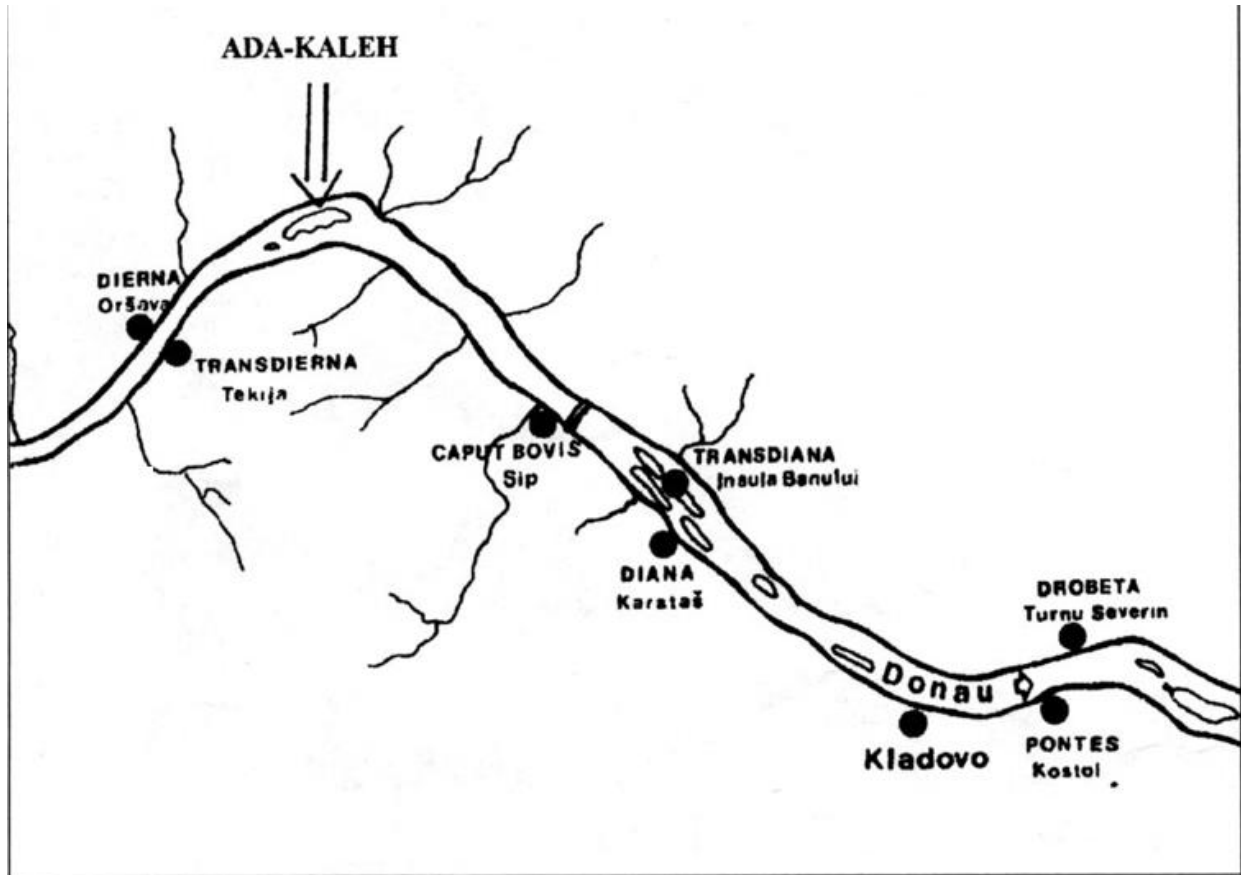 ADA-KALEH
DIERNA
Oršava
TRANSDIERNA
Tekija
CAPUT BOVIS
Sip
TRANSDIANA
Insula Banului
DIANA
Karataš
DROBETA
Turnu Severin
Donau
Kladovo
PONTES
Kostol